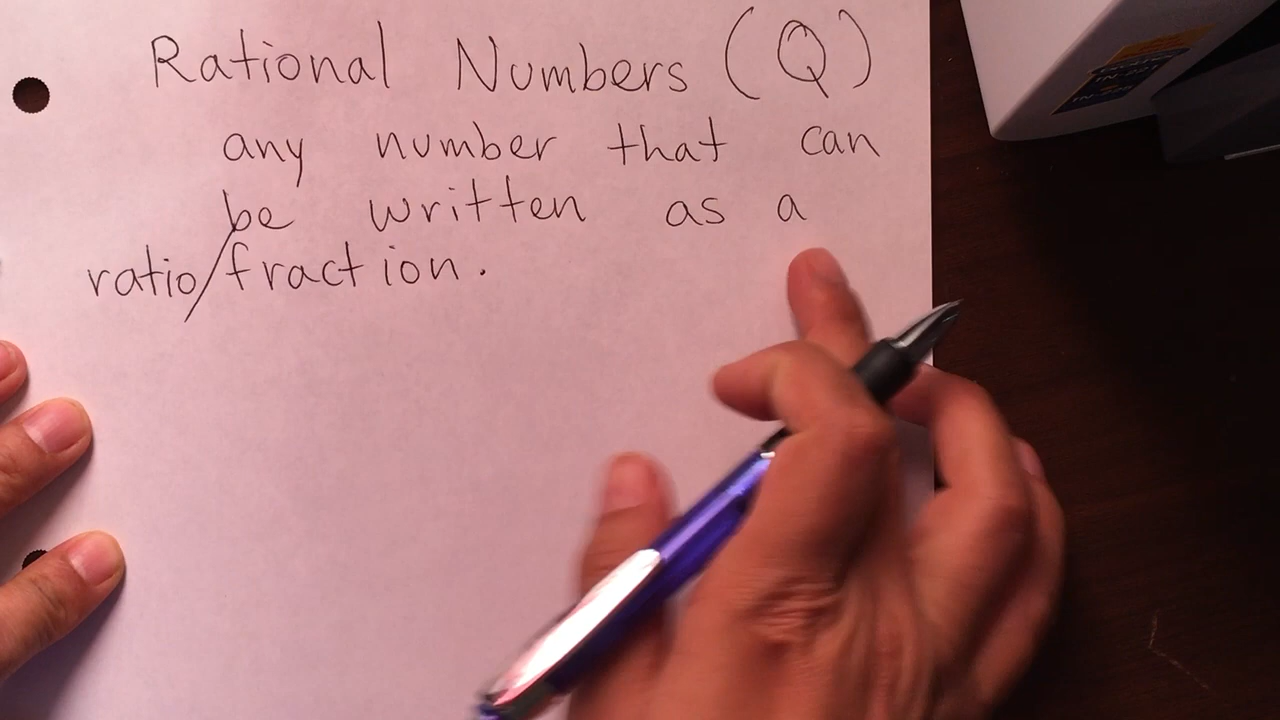 Rational Numbers (Q)
any number that can
be written as a
ratio/fraction.